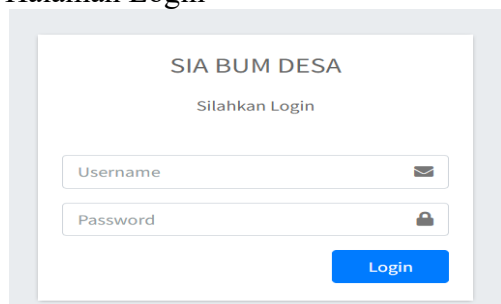 Halaman Login
SIA BUM DESA
Silahkan Login
Username
Password
Login